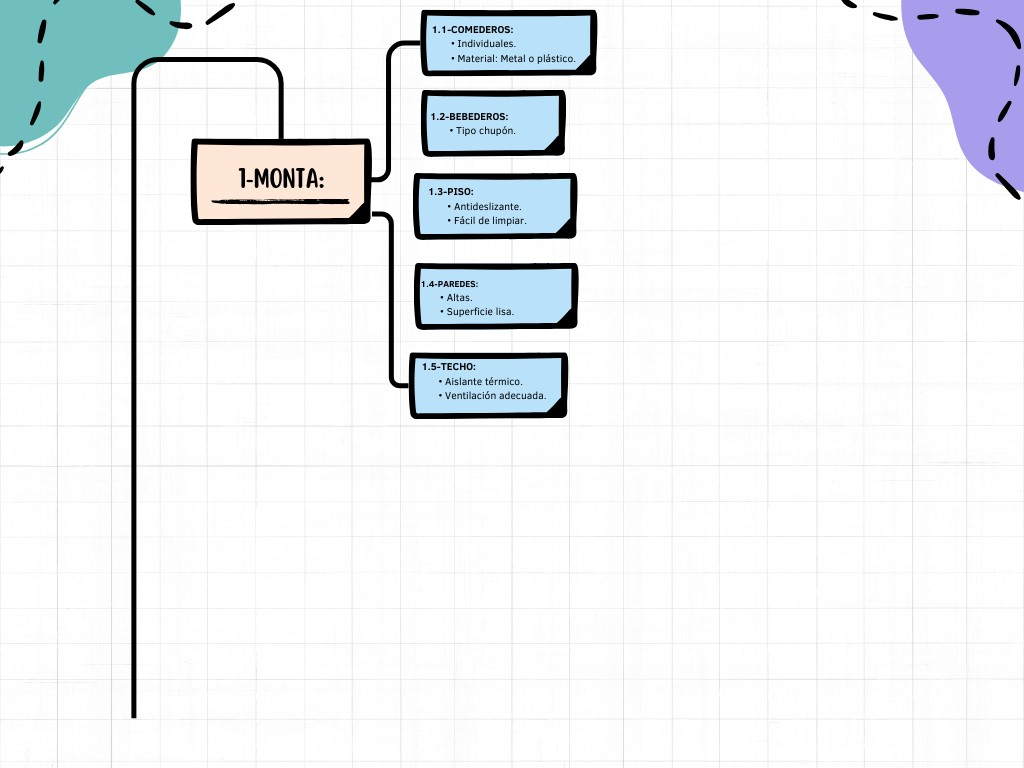 1-MONTA:
1.1-COMEDEROS:
• Individuales.
• Material: Metal o plástico.
1.2-BEBEDEROS:
• Tipo chupón.
1.3-PISO:
• Antideslizante.
• Fácil de limpiar.
1.4-PAREDES:
• Altas.
• Superficie lisa.
1.5-TECHO:
• Aislante térmico.
• Ventilación adecuada.